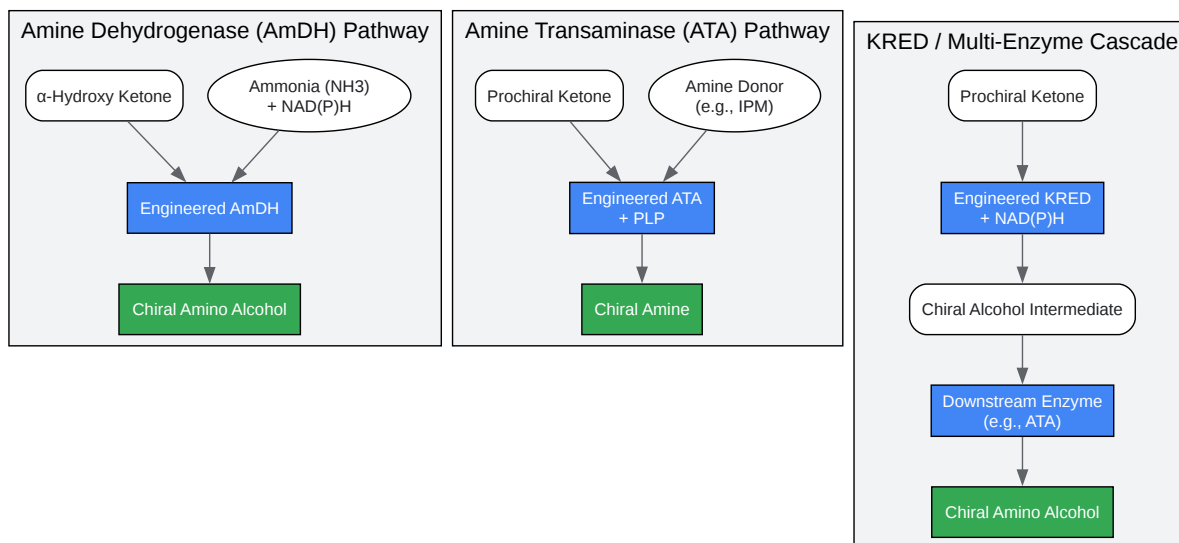 Amine Dehydrogenase (AmDH) Pathway
α-Hydroxy Ketone
Ammonia (NH3)
+ NAD(P)H
Engineered AmDH
Chiral Amino Alcohol
Amine Transaminase (ATA) Pathway
Prochiral Ketone
Amine Donor
(e.g., IPM)
Engineered ATA
+ PLP
Chiral Amine
KRED / Multi-Enzyme Cascade
Prochiral Ketone
Engineered KRED
+ NAD(P)H
Chiral Alcohol Intermediate
Downstream Enzyme
(e.g., ATA)
Chiral Amino Alcohol